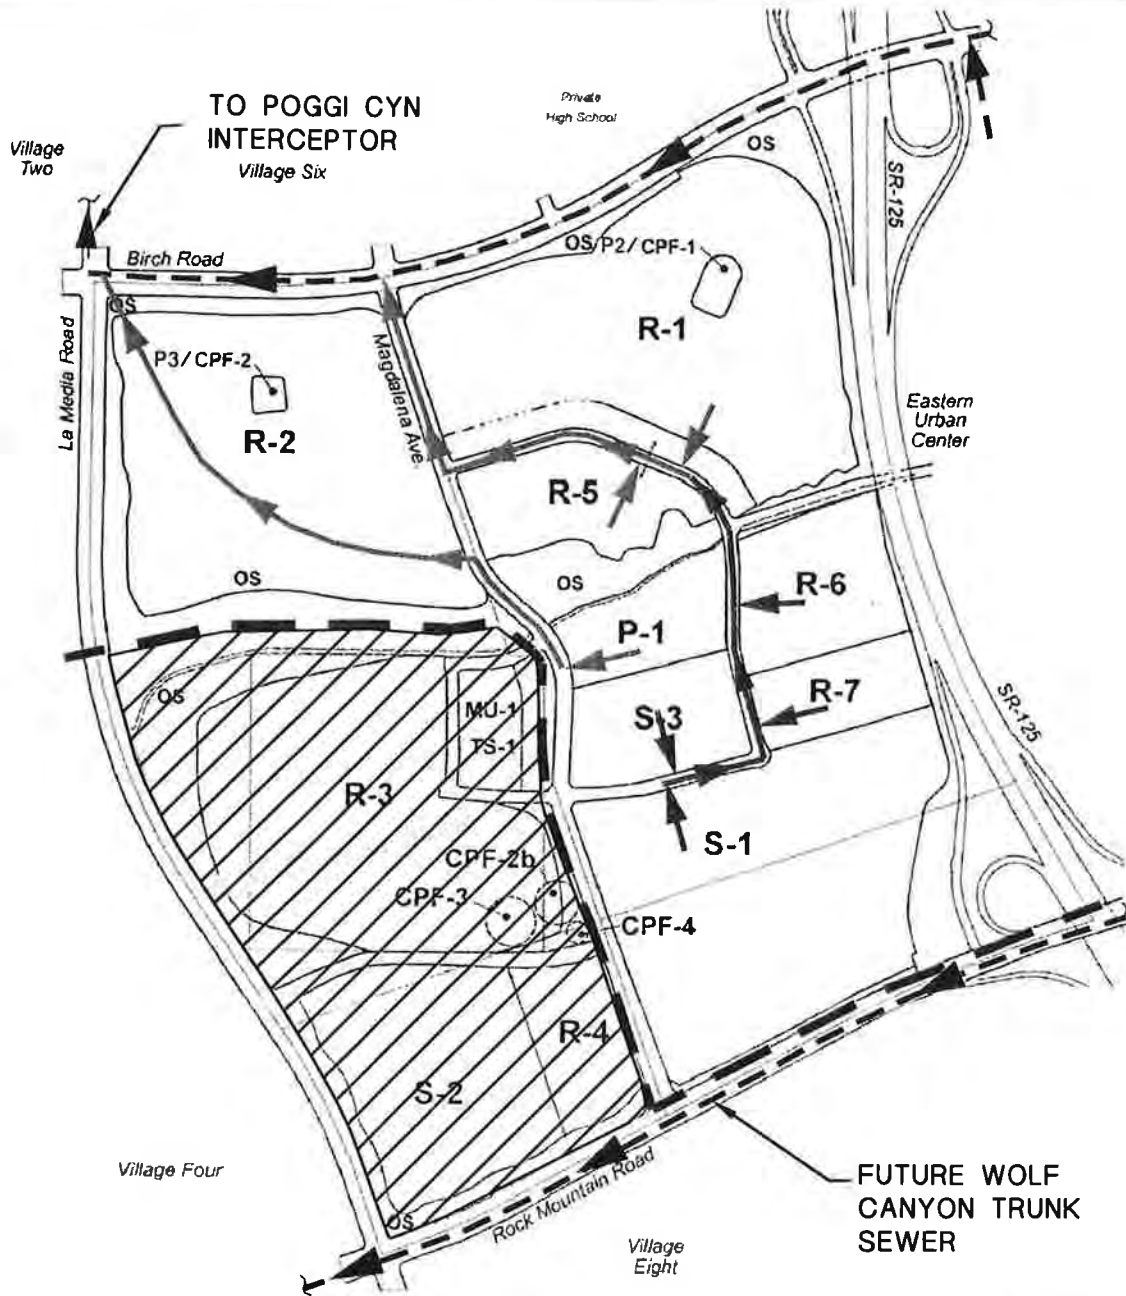 TO POGGI CYN
INTERCEPTOR
Private
High School
Village
Two
Village Six
OS
SR-125
Birch Road
OS/P2/CPF-1
OS
R-1
La Media Road
P3/CPF-2
Magdalena Ave.
R-2
Eastern
Urban
Center
R-5
OS
OS
R-6
P-1
OS
MU-1
TS-1
S-3
R-7
SR-125
R-3
S-1
CPF-2b
CPF-3
CPF-4
R-4
S-2
Village Four
OS
Rock Mountain Road
Village
Eight
FUTURE WOLF
CANYON TRUNK
SEWER